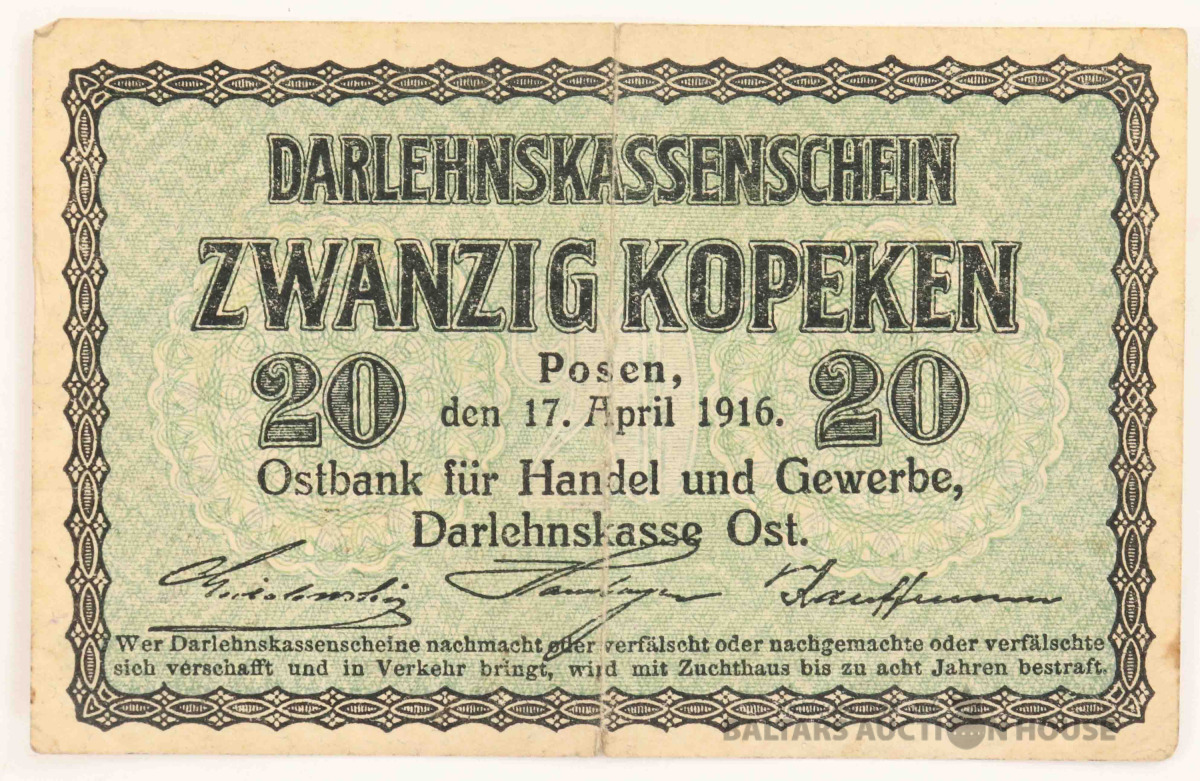 DARLEHNSKASSENSCHEIN
ZWANZIG KOPEKEN
20 Posen, 20
den 17. April 1916.
Ostbank für Handel und Gewerbe,
Darlehnskasse Ost.
Kauffmann
Wer Darlehnskassenscheine nachmacht oder verfälscht oder nachgemachte oder verfälschte
sich verschafft und in Verkehr bringt, wird mit Zuchthaus bis zu acht Jahren bestraft.
BALTARS AUCTION HOUSE